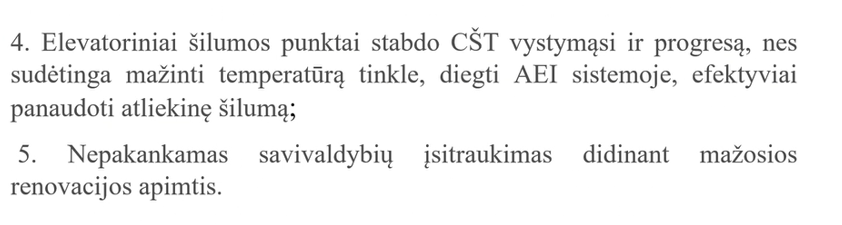 4. Elevatoriniai šilumos punktai stabdo CŠT vystymąsi ir progresą, nes
sudėtinga mažinti temperatūrą tinkle, diegti AEI sistemoje, efektyviai
panaudoti atliekinę šilumą;
5. Nepakankamas savivaldybių įsitraukimas didinant mažosios
renovacijos apimtis.